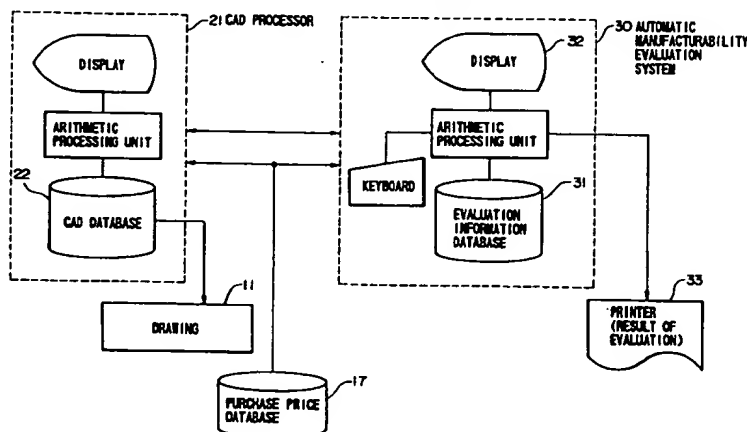 21 CAD PROCESSOR
DISPLAY
ARITHMETIC
PROCESSING UNIT
22
CAD DATABASE
11
DRAWING
17
PURCHASE PRICE
DATABASE
30 AUTOMATIC
MANUFACTURABILITY
EVALUATION
SYSTEM
32
DISPLAY
ARITHMETIC
PROCESSING UNIT
KEYBOARD
31
EVALUATION
INFORMATION
DATABASE
33
PRINTER
(RESULT OF
EVALUATION)